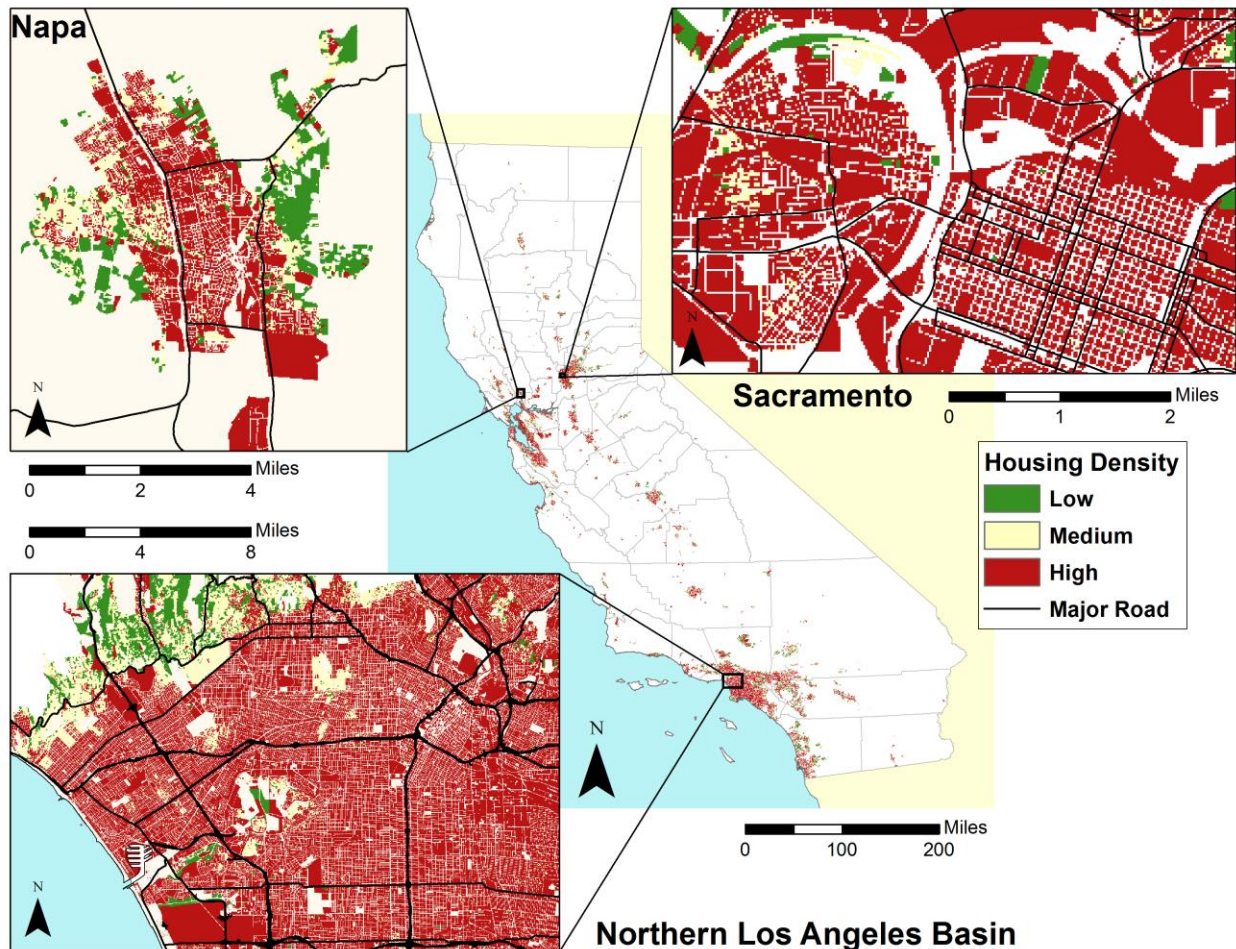 Napa
N
Miles
0 2 4
Miles
0 4 8
N
Sacramento
Miles
0 1 2
Housing Density
Low
Medium
High
Major Road
N
N
Miles
0 100 200
Northern Los Angeles Basin